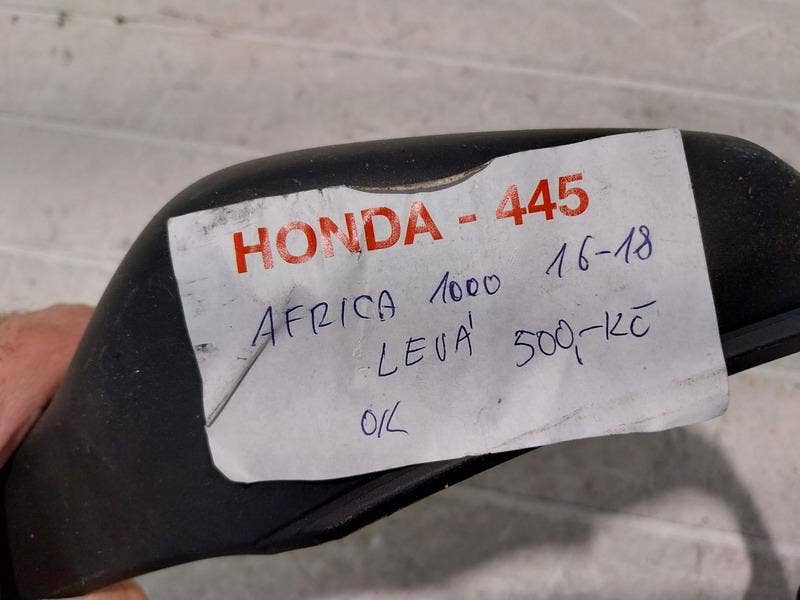 HONDA - 445
AFRICA 1000 16-18
LEVÁ 500,-KČ
OK